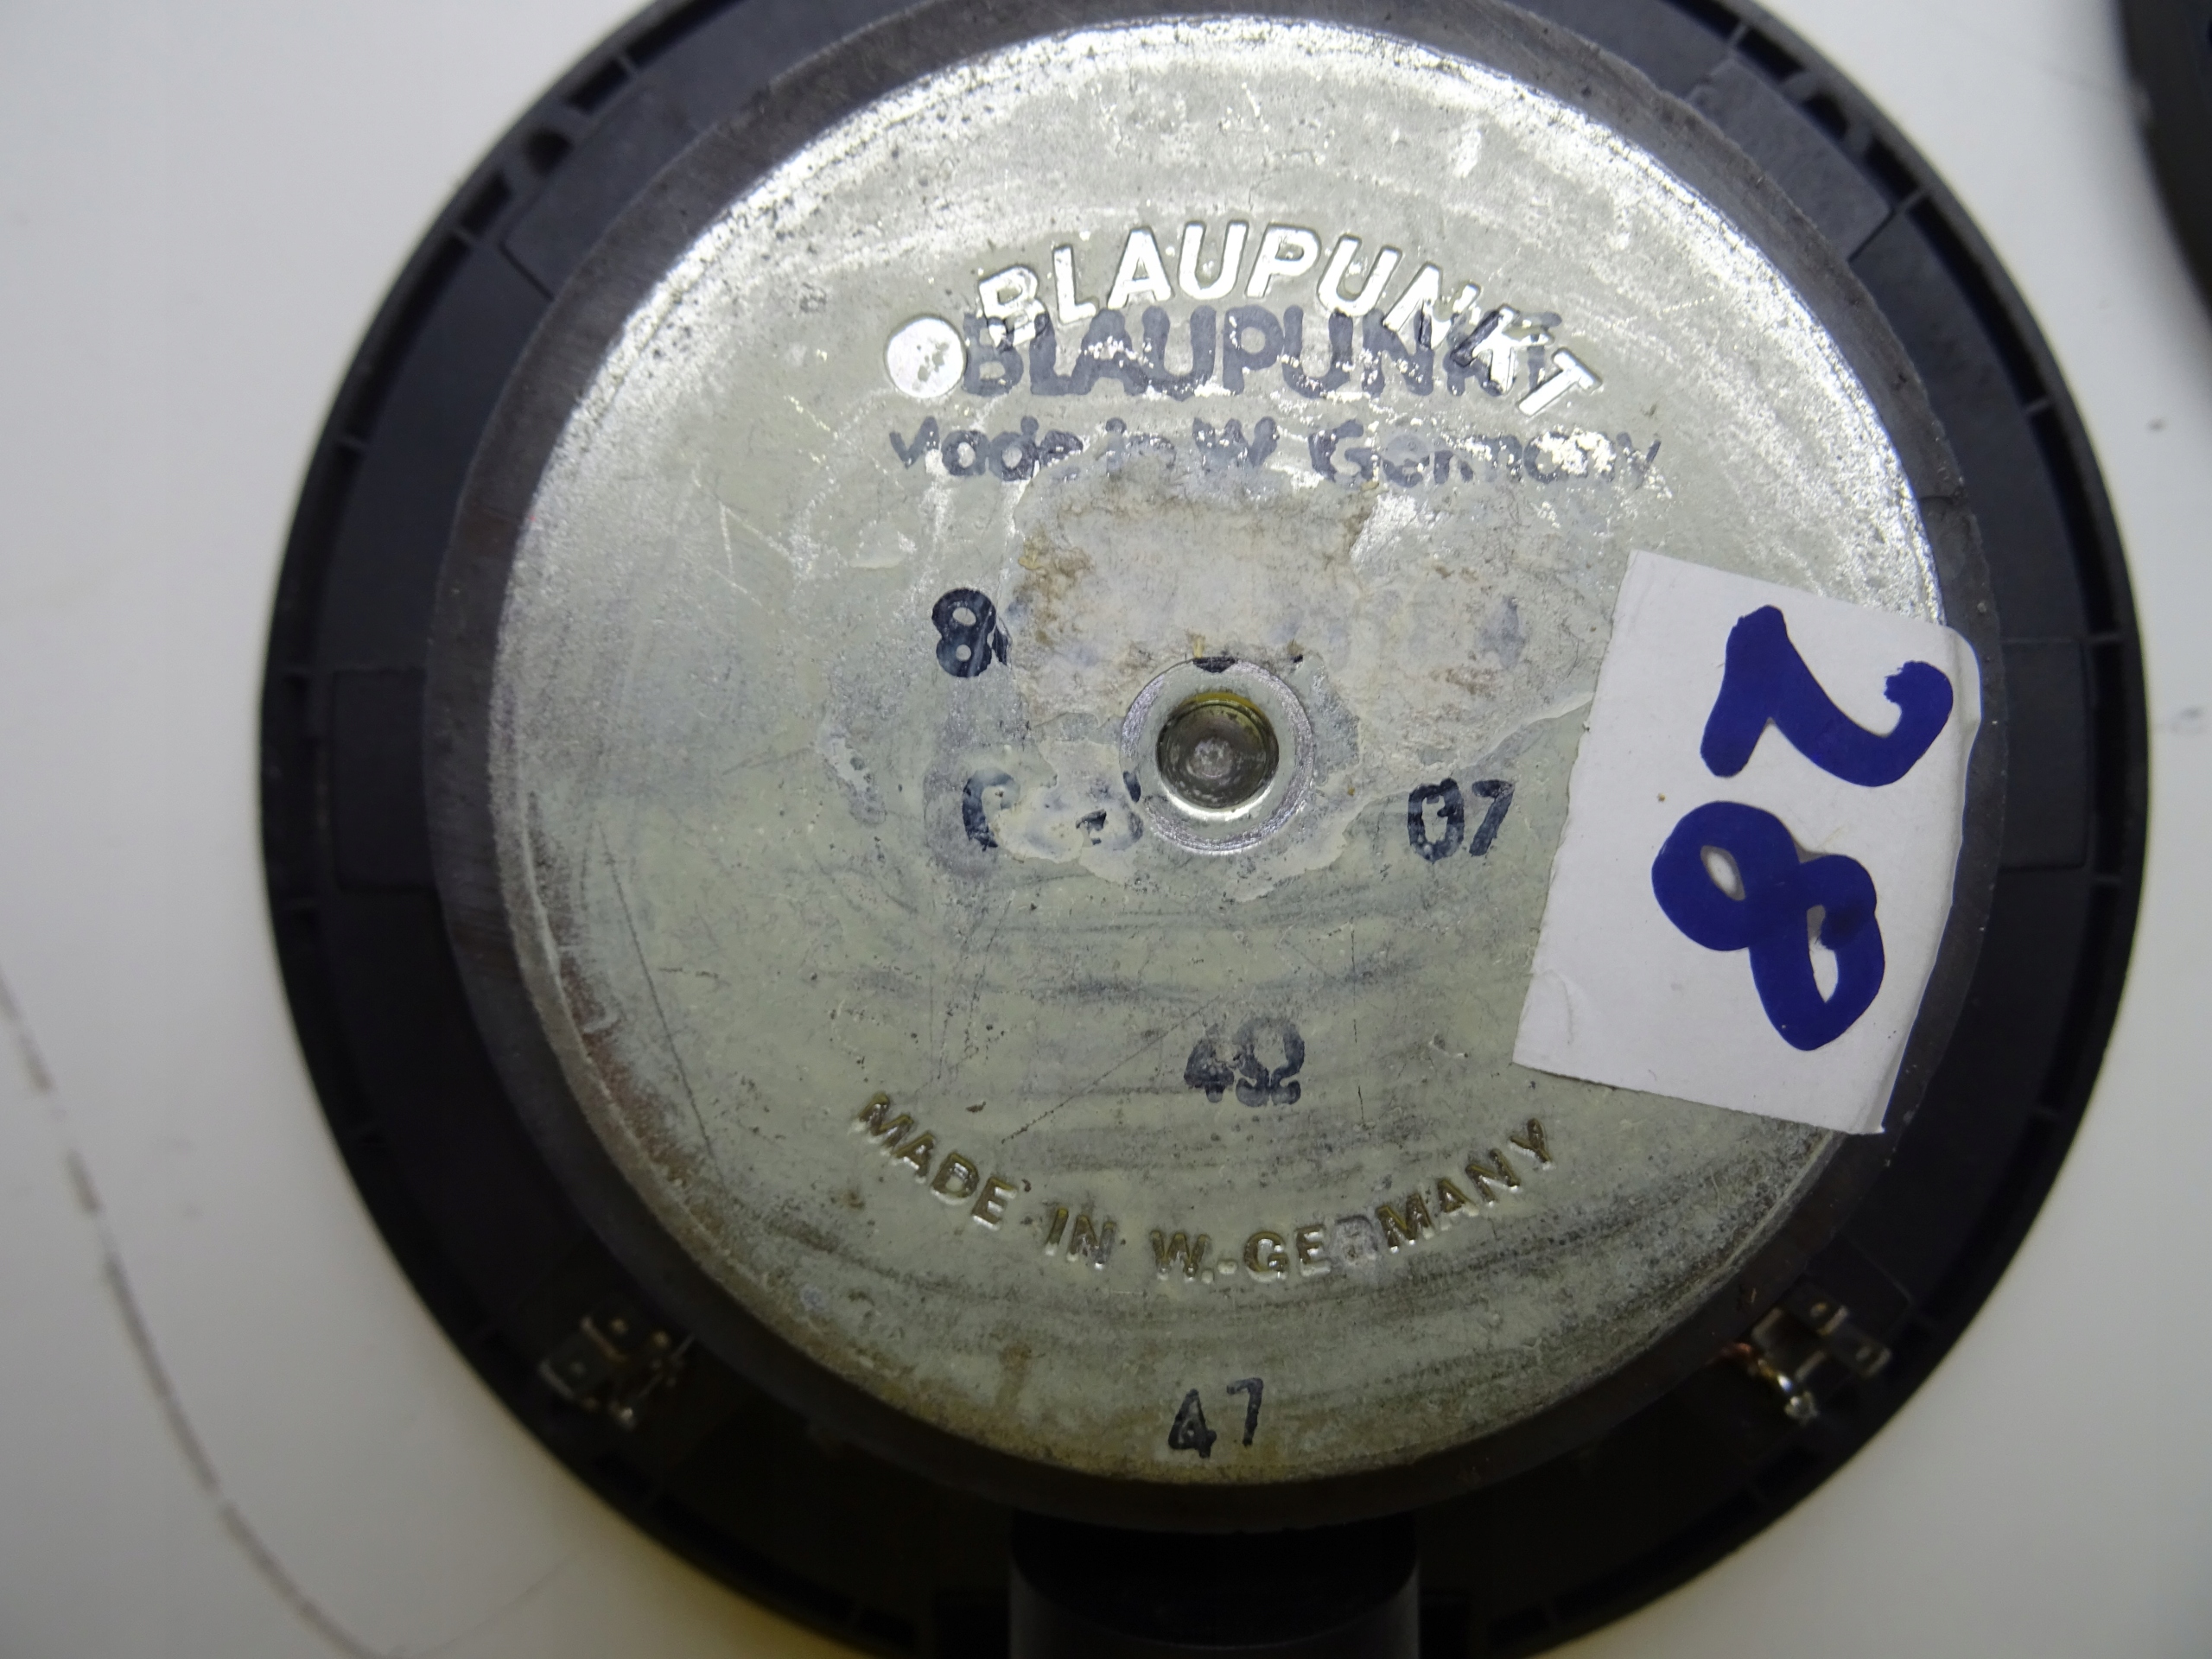 BLAUPUNKT
BLAUPUNKT
Made in W. Germany
8
07
28
4Ω
MADE IN W.-GERMANY
47